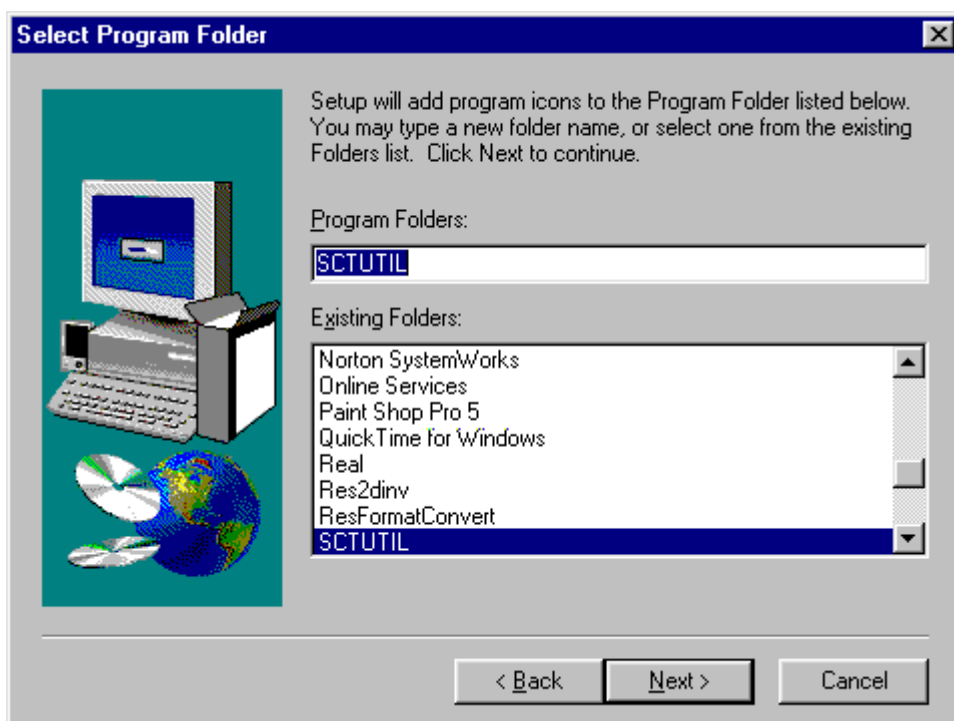 Select Program Folder
Setup will add program icons to the Program Folder listed below.
You may type a new folder name, or select one from the existing
Folders list.  Click Next to continue.
Program Folders:
SCTUTIL
Existing Folders:
Norton SystemWorks
Online Services
Paint Shop Pro 5
QuickTime for Windows
Real
Res2dinv
ResFormatConvert
SCTUTIL
< Back
Next >
Cancel